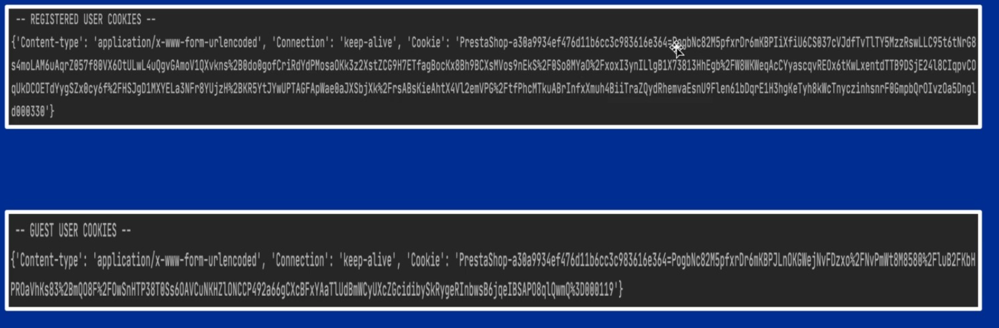 -- REGISTERED USER COOKIES --
{'Content-type': 'application/x-www-form-urlencoded', 'Connection': 'keep-alive', 'Cookie': 'PrestaShop-a30a9934ef476d11b6cc3c983616e364=PogbNc82M5pfxrDr6mKBPIiXfiU6CS037cVJdfTvTlTY5MzzRswLLC95t6tNrG8
s4moLAM6uAqrZ057f80VX6OtULwL4uQgvGAmoV1QXvkns%2B0do0gofCriRdYdPMosaOKk3z2XstZCG9H7ETfagBocKx8Bh9BCXsMVos9nEkS%2F0So8MYaO%2FxoxI3ynILlgB1X73813HhEgb%2FW8WKWeqAcCYyascqvREOx6tKwLxentdTTB9DSjE24l8CIqpvCO
qUkDCOETdYygSZx0cy6f%2FHSJgD1MXYELa3NFr8YUjzH%2BKR5YtJYwUPTAGFApWae0aJXSbjXk%2FrsABsKieAhtX4Vl2emVPG%2FtfPhcMTkuABrInfxXmuh4BiiTraZQydRhemvaEsnU9Flen61bDqrE1H3hgKeTyh8kWcTnyczinhsnrF0GmpbQrOIvzOa5Dngl
d000330'}
-- GUEST USER COOKIES --
{'Content-type': 'application/x-www-form-urlencoded', 'Connection': 'keep-alive', 'Cookie': 'PrestaShop-a30a9934ef476d11b6cc3c983616e364=PogbNc82M5pfxrDr6mKBPJLnOKGWejNvFDzxo%2FNvPmWt8M8580%2FluB2FKbH
PROaVhKs83%2BmQO8F%2FOwSnHTP38T0Ss6OAVCuNKHZlONCCP492a66gCXcBFxYAaTlUdBmWCyUXcZGcidibySkRygeRInbwsB6jqeIBSAPO8qlQwmQ%3D000119'}